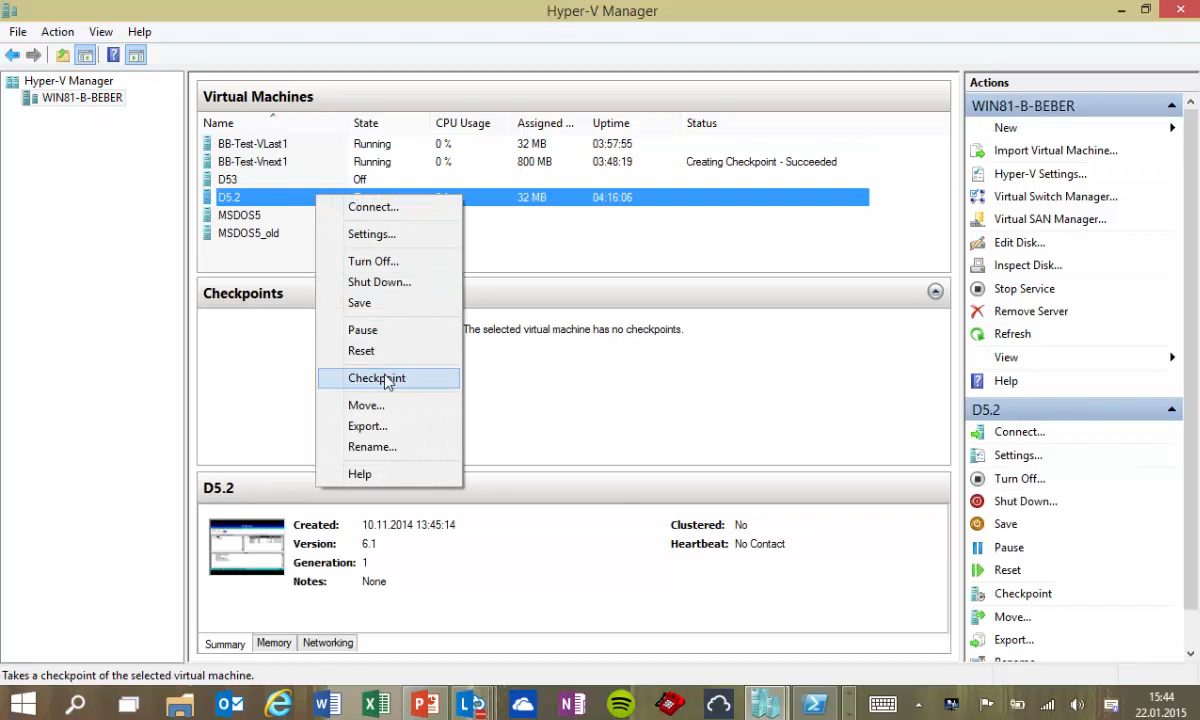 Hyper-V Manager
File Action View Help
Hyper-V Manager
WIN81-B-BEBER
Virtual Machines
Name State CPU Usage Assigned ... Uptime Status
BB-Test-VLast1 Running 0 % 32 MB 03:57:55
BB-Test-Vnext1 Running 0 % 800 MB 03:48:19 Creating Checkpoint - Succeeded
D53 Off
D5.2 32 MB 04:16:06
MSDOS5
MSDOS5_old
Connect...
Settings...
Turn Off...
Shut Down...
Save
Pause
Reset
Checkpoint
Move...
Export...
Rename...
Help
Checkpoints
The selected virtual machine has no checkpoints.
D5.2
Created: 10.11.2014 13:45:14 Clustered: No
Version: 6.1 Heartbeat: No Contact
Generation: 1
Notes: None
Summary Memory Networking
Actions
WIN81-B-BEBER
New
Import Virtual Machine...
Hyper-V Settings...
Virtual Switch Manager...
Virtual SAN Manager...
Edit Disk...
Inspect Disk...
Stop Service
Remove Server
Refresh
View
Help
D5.2
Connect...
Settings...
Turn Off...
Shut Down...
Save
Pause
Reset
Checkpoint
Move...
Export...
Takes a checkpoint of the selected virtual machine.
15:44
22.01.2015